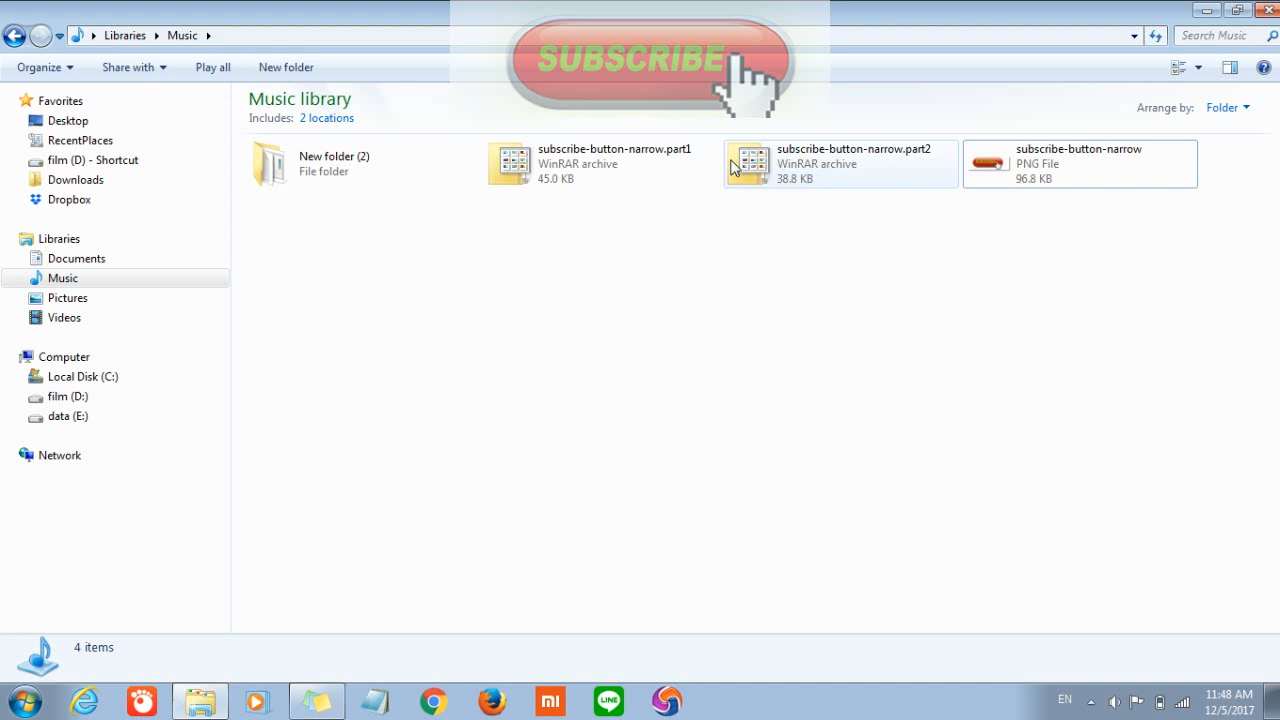 Libraries
Music
Search Music
SUBSCRIBE
Organize
Share with
Play all
New folder
Music library
Includes: 2 locations
Arrange by: Folder
New folder (2)
File folder
subscribe-button-narrow.part1
WinRAR archive
45.0 KB
subscribe-button-narrow.part2
WinRAR archive
38.8 KB
subscribe-button-narrow
PNG File
96.8 KB
Favorites
Desktop
RecentPlaces
film (D) - Shortcut
Downloads
Dropbox
Libraries
Documents
Music
Pictures
Videos
Computer
Local Disk (C:)
film (D:)
data (E:)
Network
4 items
mi
LINE
EN
11:48 AM
12/5/2017